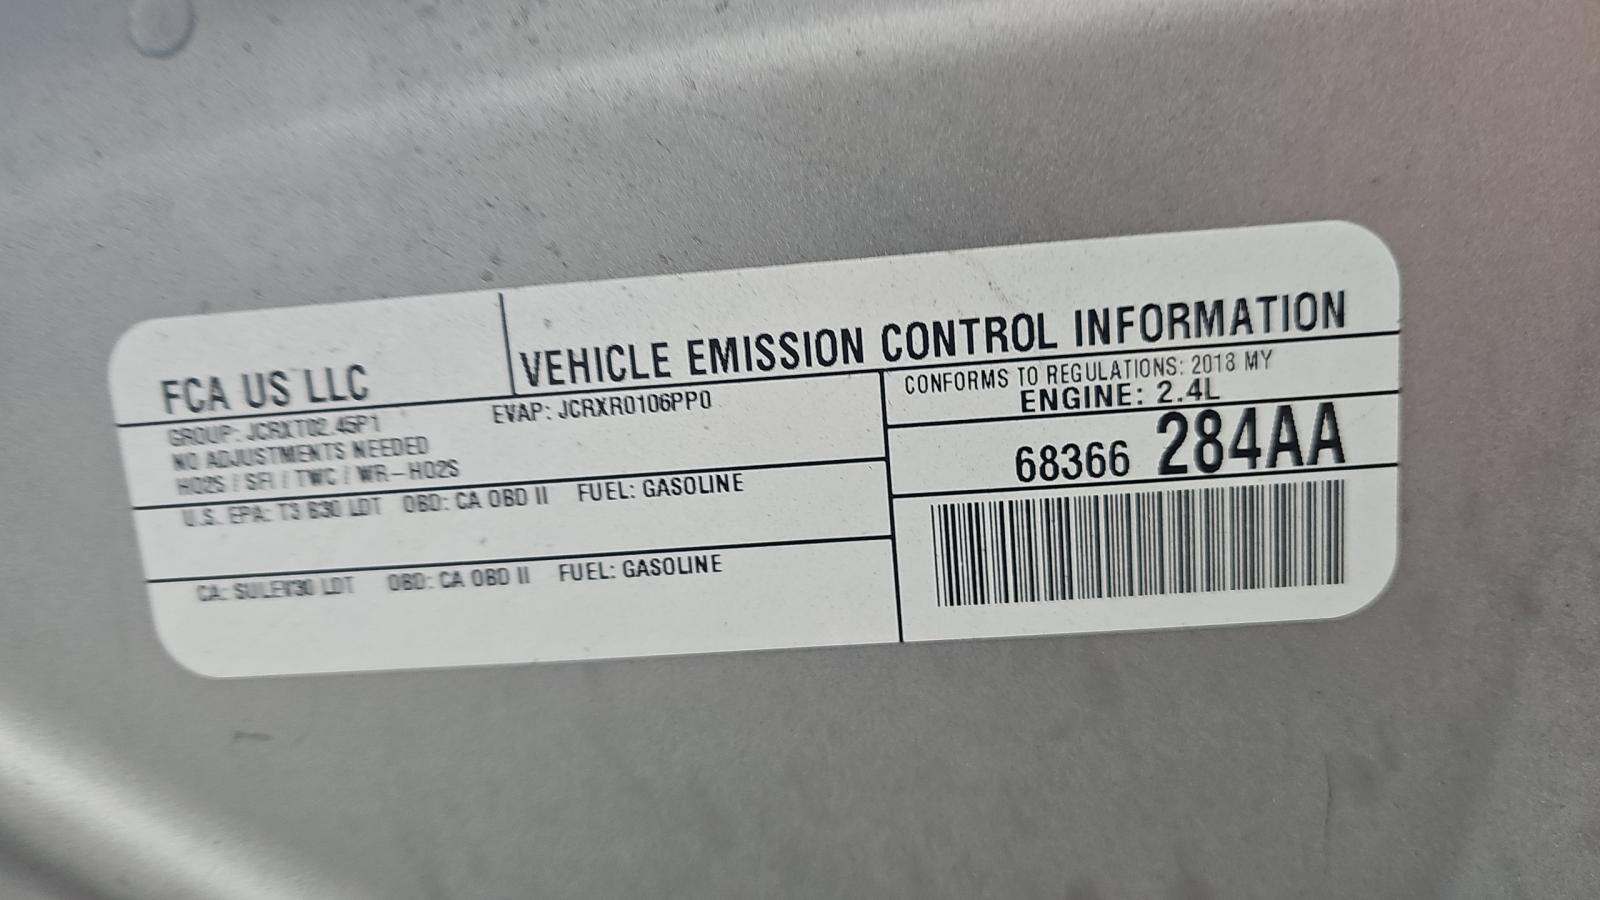 FCA US LLC
VEHICLE EMISSION CONTROL INFORMATION
GROUP: JCRXT02.45P1
EVAP: JCRXR0106PP0
NO ADJUSTMENTS NEEDED
HO2S / SFI / TWC / WR-HO2S
U.S. EPA: T3 B30 LDT OBD: CA OBD II FUEL: GASOLINE
CA: SULEV30 LDT OBD: CA OBD II FUEL: GASOLINE
CONFORMS TO REGULATIONS: 2018 MY
ENGINE: 2.4L
68366 284AA